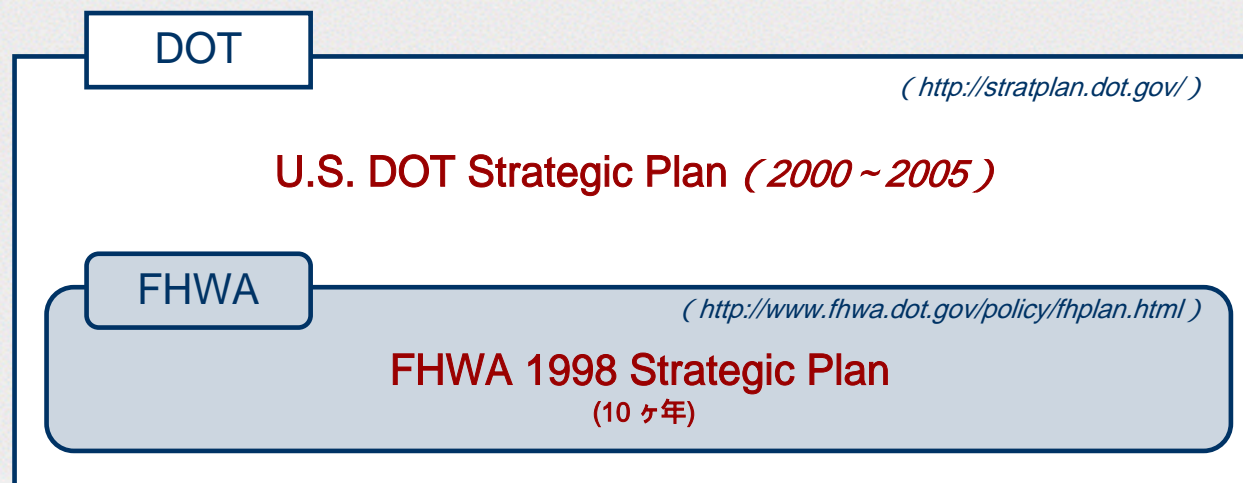 DOT
( http://stratplan.dot.gov/ )
U.S. DOT Strategic Plan ( 2000 ~ 2005 )
FHWA
( http://www.fhwa.dot.gov/policy/fhplan.html )
FHWA 1998 Strategic Plan
(10 ヶ年)